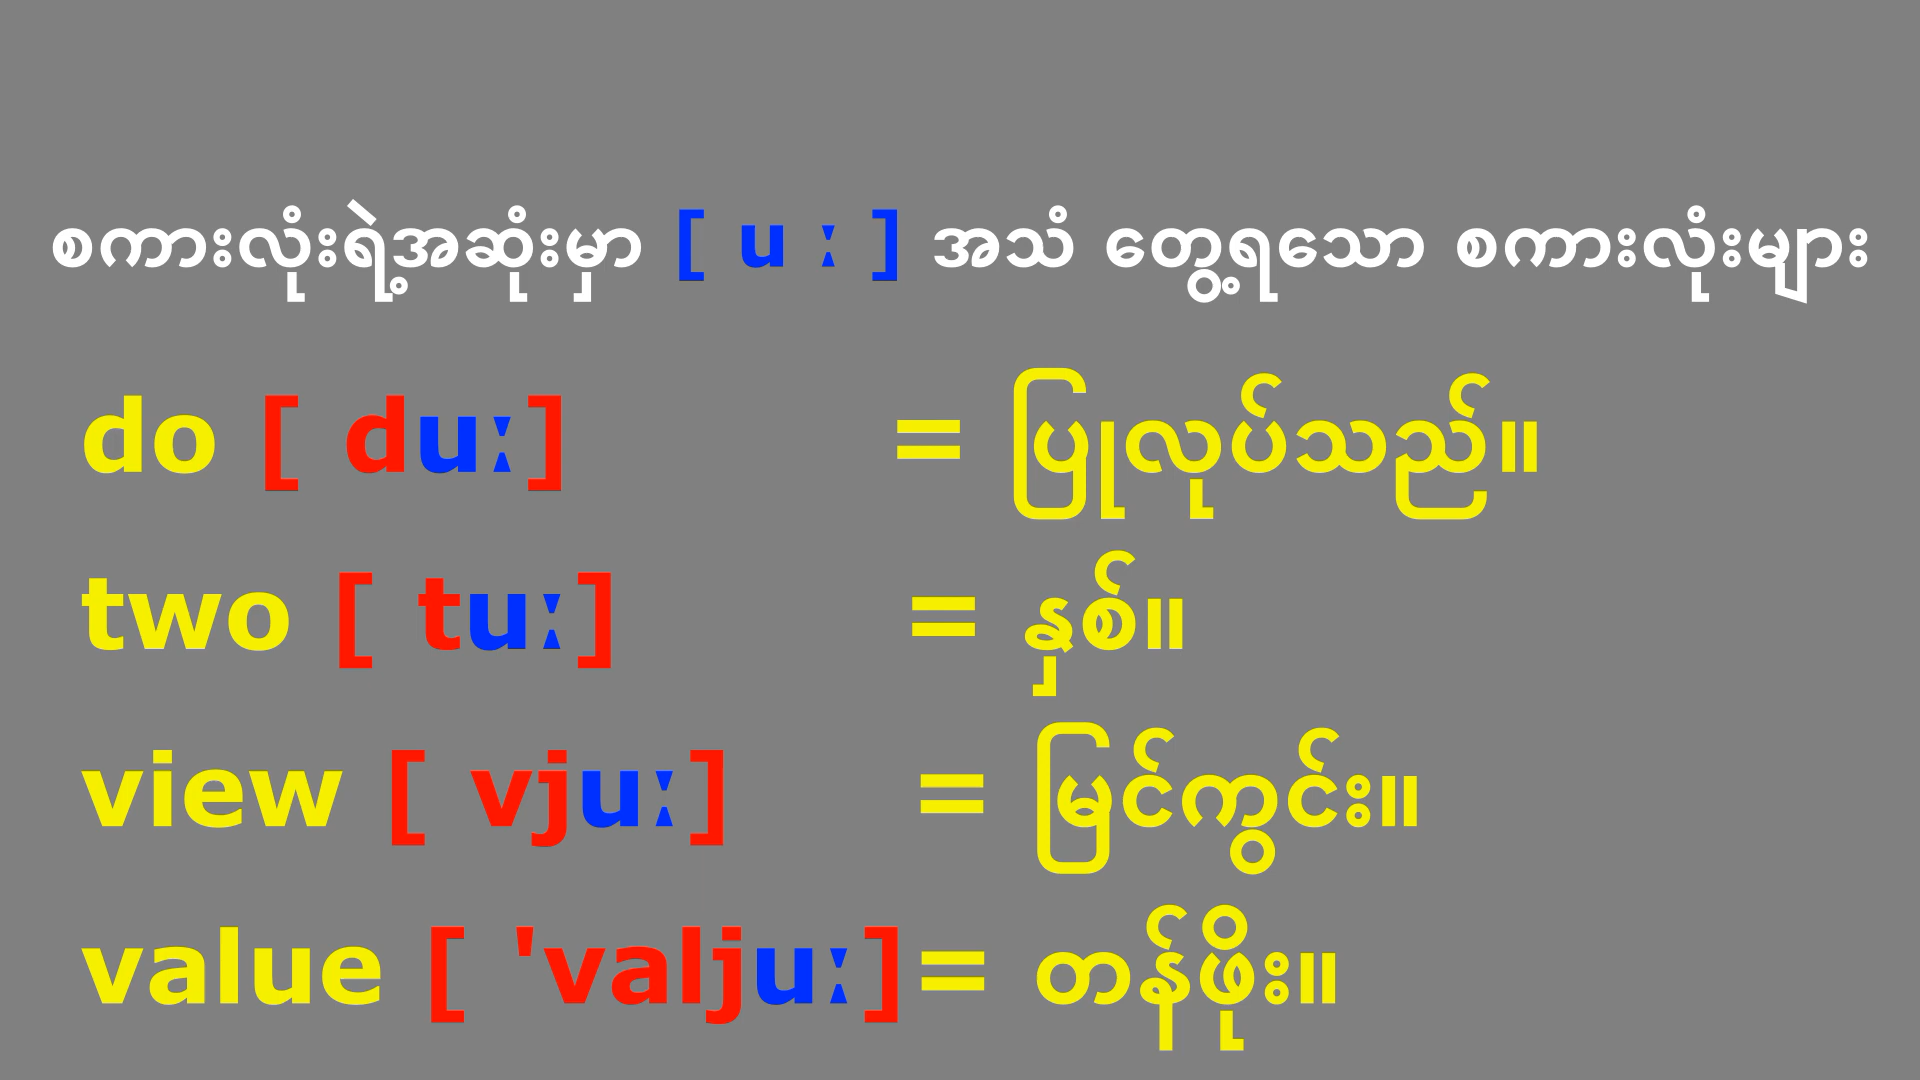 စကားလုံးရဲ့အဆုံးမှာ [ u ː ] အသံ တွေ့ရသော စကားလုံးများ
do [ duː] = ပြုလုပ်သည်။
two [ tuː] = နှစ်။
view [ vjuː] = မြင်ကွင်း။
value [ 'valjuː] = တန်ဖိုး။